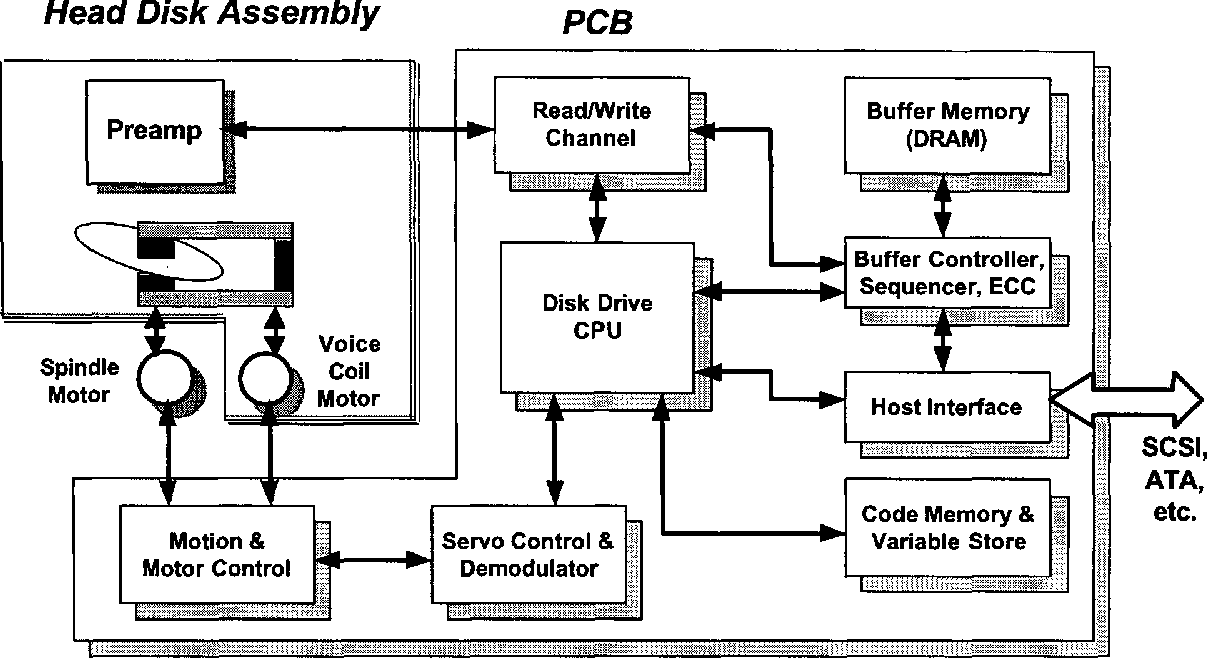 Head Disk Assembly
PCB
Preamp
Read/Write
Channel
Buffer Memory
(DRAM)
Disk Drive
CPU
Buffer Controller,
Sequencer, ECC
Spindle
Motor
Voice
Coil
Motor
Host Interface
SCSI,
ATA,
etc.
Motion &
Motor Control
Servo Control &
Demodulator
Code Memory &
Variable Store